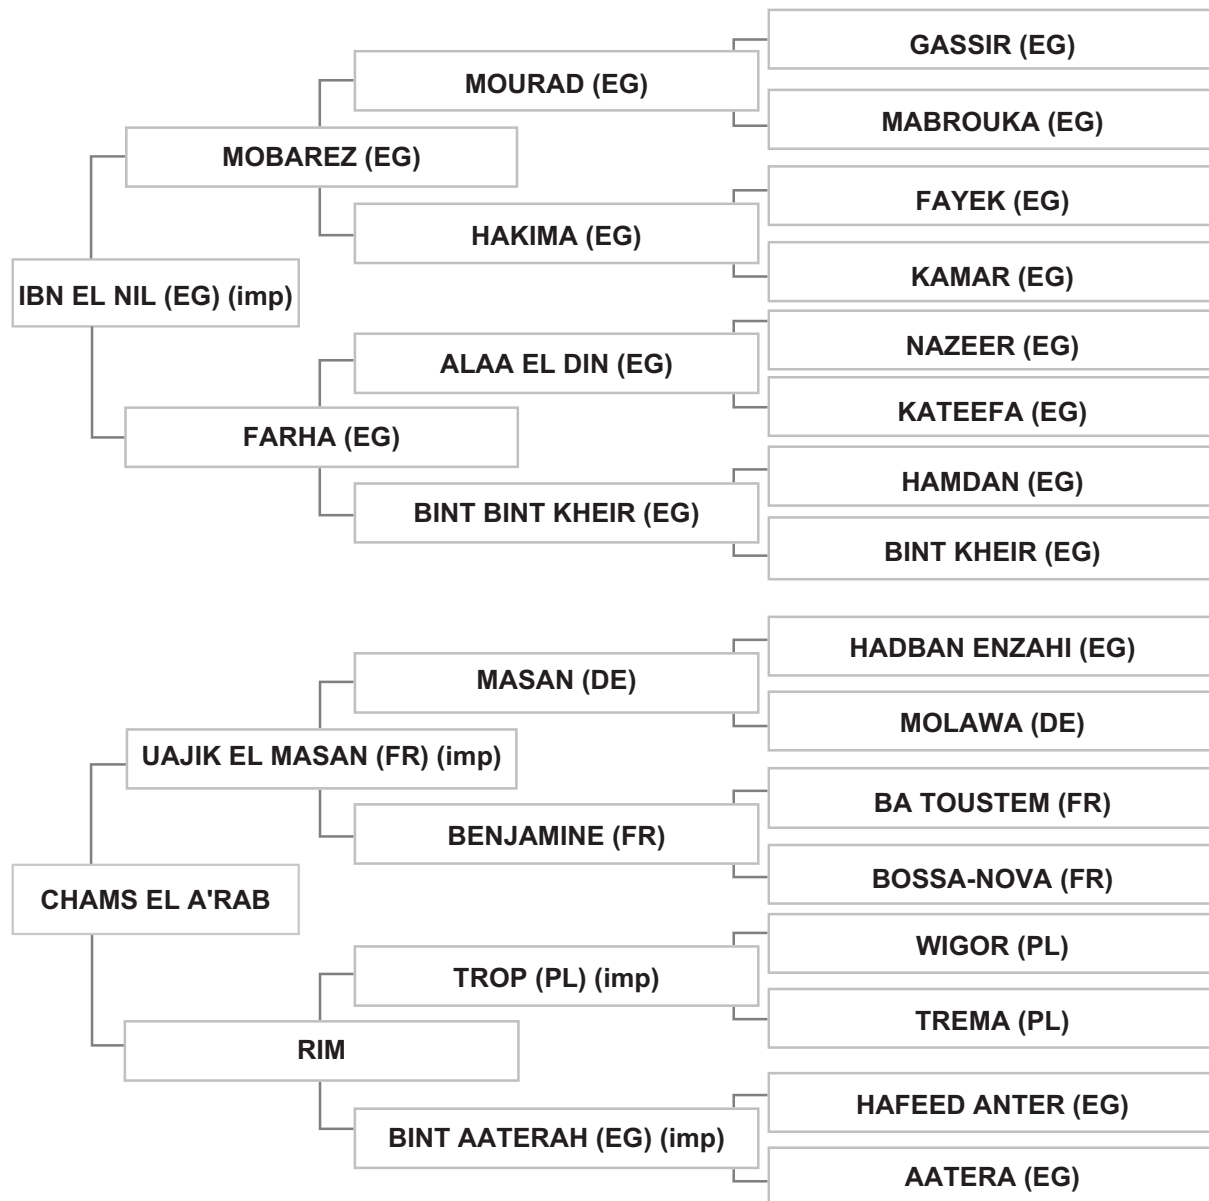 GASSIR (EG)
MOURAD (EG)
MABROUKA (EG)
MOBAREZ (EG)
FAYEK (EG)
HAKIMA (EG)
KAMAR (EG)
IBN EL NIL (EG) (imp)
NAZEER (EG)
ALAA EL DIN (EG)
KATEEFA (EG)
FARHA (EG)
HAMDAN (EG)
BINT BINT KHEIR (EG)
BINT KHEIR (EG)
HADBAN ENZAHI (EG)
MASAN (DE)
MOLAWA (DE)
UAJIK EL MASAN (FR) (imp)
BA TOUSTEM (FR)
BENJAMINE (FR)
BOSSA-NOVA (FR)
CHAMS EL A'RAB
WIGOR (PL)
TROP (PL) (imp)
TREMA (PL)
RIM
HAFEED ANTER (EG)
BINT AATERAH (EG) (imp)
AATERA (EG)